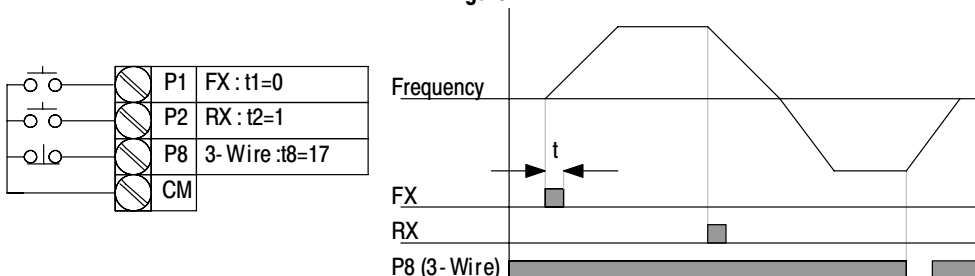 P1 FX : t1=0
P2 RX : t2=1
P8 3- Wire :t8=17
CM
Frequency
t
FX
RX
P8 (3- Wire)